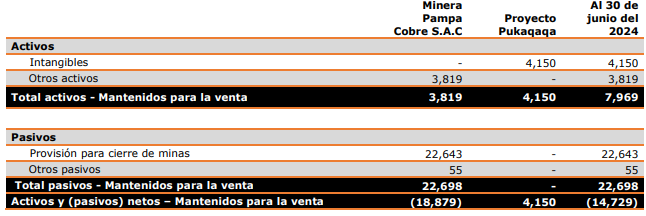 Minera Pampa Cobre S.A.C Proyecto Pukaqaqa Al 30 de junio del 2024
Activos
Intangibles - 4,150 4,150
Otros activos 3,819 - 3,819
Total activos - Mantenidos para la venta 3,819 4,150 7,969
Pasivos
Provisión para cierre de minas 22,643 - 22,643
Otros pasivos 55 - 55
Total pasivos - Mantenidos para la venta 22,698 - 22,698
Activos y (pasivos) netos – Mantenidos para la venta (18,879) 4,150 (14,729)